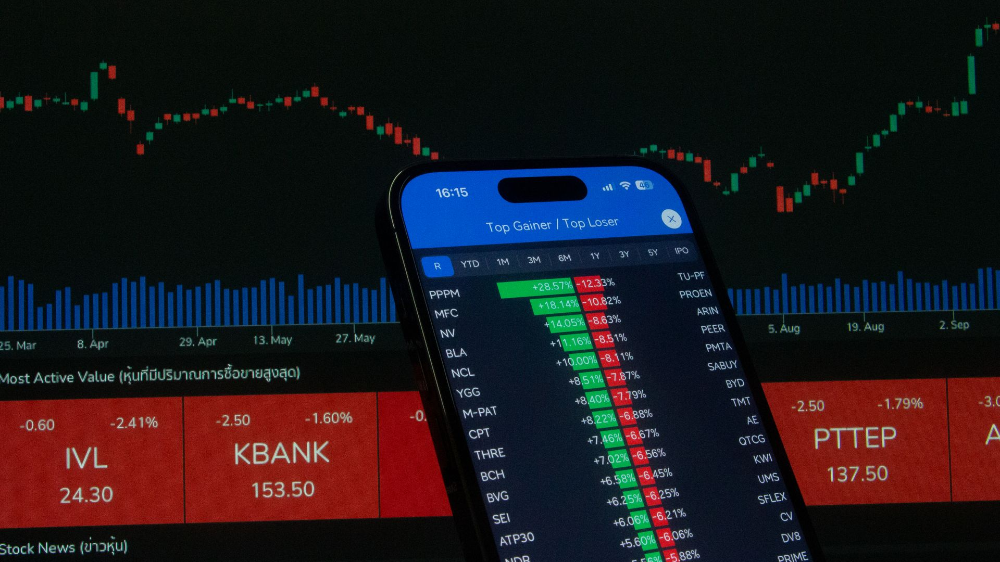 16:15
46
Top Gainer / Top Loser
R YTD 1M 3M 6M 1Y 3Y 5Y IPO
PPPM +28.57% -12.33% TU-PF
MFC +18.14% -10.82% PROEN
NV +14.05% -8.63% ARIN
BLA +11.16% -8.51% PEER
NCL +10.00% -8.11% PMTA
YGG +8.51% -7.87% SABUY
M-PAT +8.40% -7.79% BYD
CPT +8.22% -6.88% TMT
THRE +7.46% -6.67% AE
BCH +7.02% -6.56% QTCG
BVG +6.58% -6.45% KWI
SEI +6.25% -6.25% UMS
ATP30 +6.06% -6.21% SFLEX
NDR +5.60% -6.06% CV
-5.88% DV8
PRIME
25. Mar 8. Apr 29. Apr 13. May 27. May 5. Aug 19. Aug 2. Sep
Most Active Value (หุ้นที่มีปริมาณการซื้อขายสูงสุด)
-0.60 -2.41%
IVL
24.30
-2.50 -1.60%
KBANK
153.50
-2.50 -1.79%
PTTEP
137.50
Stock News (ข่าวหุ้น)